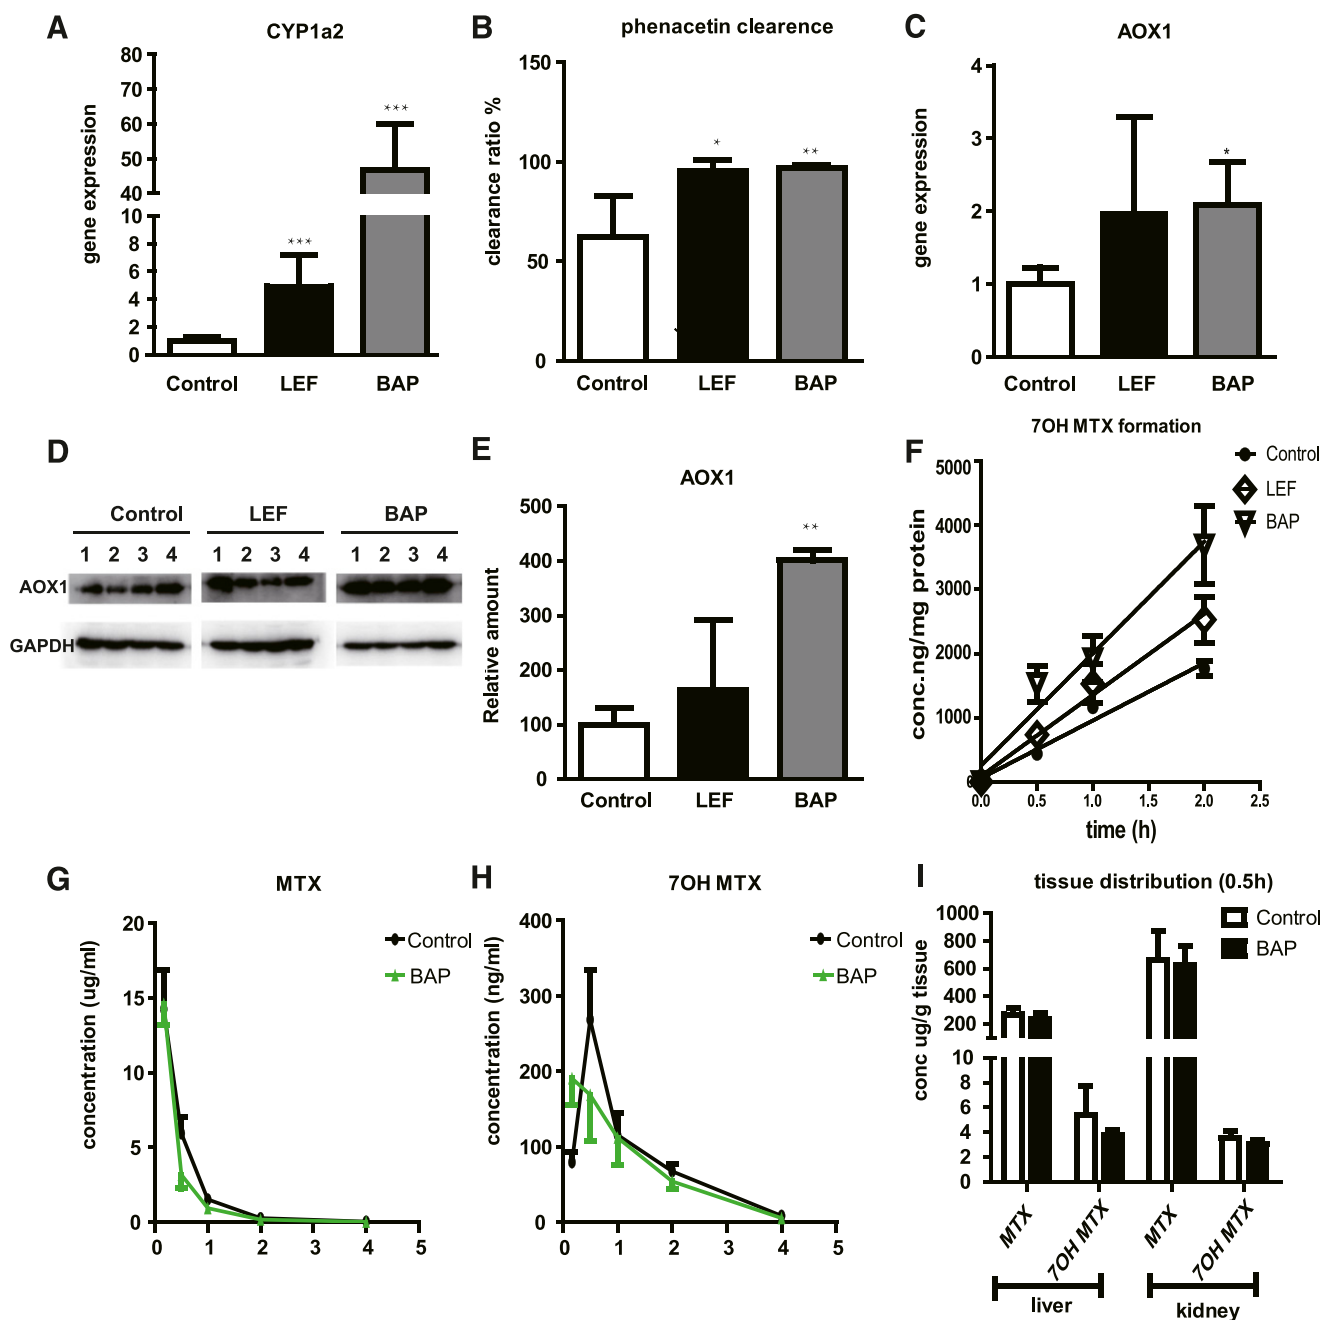 A
CYP1a2
gene expression
80
70
60
50
40
10
8
6
4
2
0
***
***
Control LEF BAP
B
phenacetin clearence
clearance ratio %
150
100
50
0
*
**
Control LEF BAP
C
AOX1
gene expression
4
3
2
1
0
*
Control LEF BAP
D
Control LEF BAP
1 2 3 4 1 2 3 4 1 2 3 4
AOX1
GAPDH
E
AOX1
Relative amount
500
400
300
200
100
0
**
Control LEF BAP
F
7OH MTX formation
conc.ng/mg protein
5000
4000
3000
2000
1000
0
0.0 0.5 1.0 1.5 2.0 2.5
time (h)
Control
LEF
BAP
G
MTX
concentration (ug/ml)
20
15
10
5
0
0 1 2 3 4 5
Control
BAP
H
7OH MTX
concentration (ng/ml)
400
300
200
100
0
0 1 2 3 4 5
Control
BAP
I
tissue distribution (0.5h)
conc ug/g tissue
1000
800
600
400
200
10
8
6
4
2
0
Control
BAP
MTX
7OH MTX
MTX
7OH MTX
liver
kidney